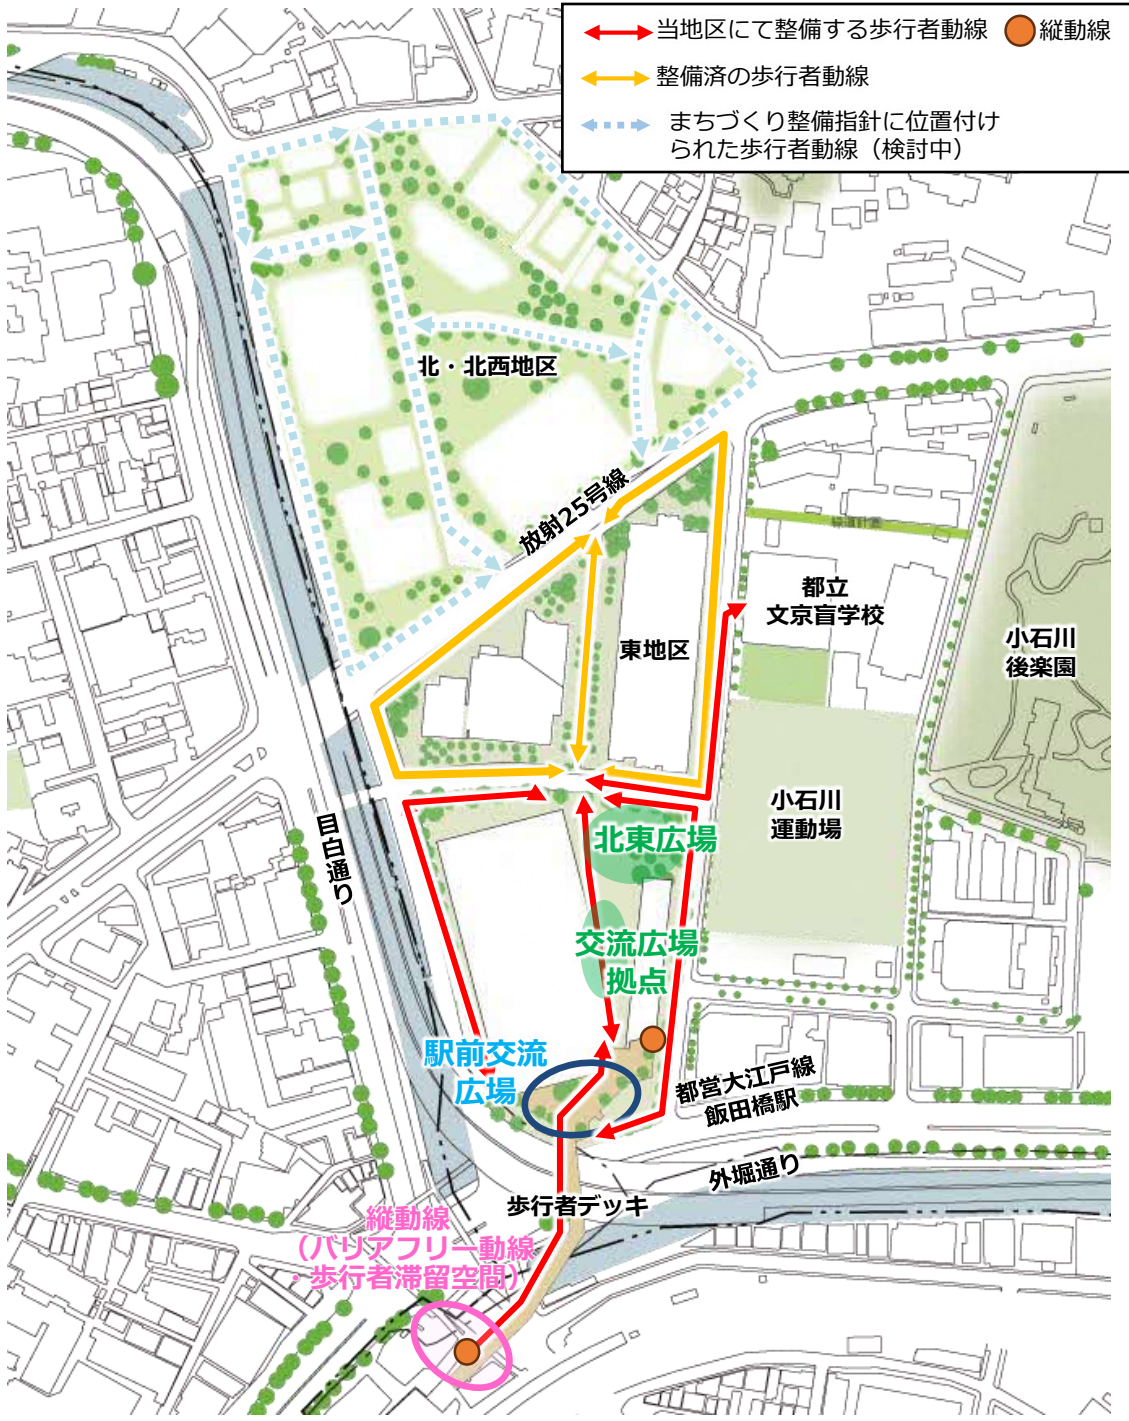 当地区にて整備する歩行者動線
縦動線
整備済の歩行者動線
まちづくり整備指針に位置付け
られた歩行者動線（検討中）
北・北西地区
放射25号線
都立
文京盲学校
東地区
小石川
後楽園
小石川
運動場
目白通り
北東広場
交流広場
拠点
駅前交流
広場
都営大江戸線
飯田橋駅
外堀通り
歩行者デッキ
縦動線
（バリアフリー動線
・歩行者滞留空間）